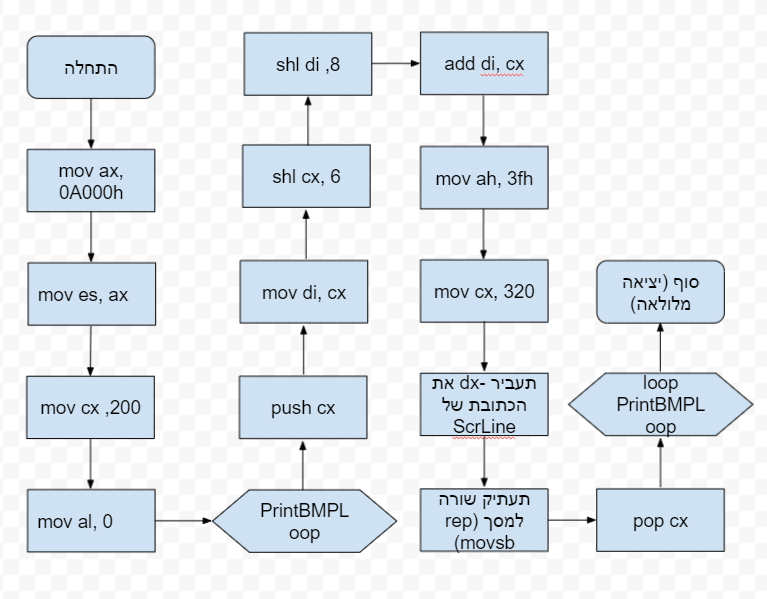 התחלה
mov ax,
0A000h
mov es, ax
mov cx ,200
mov al, 0
PrintBMPL
oop
push cx
mov di, cx
shl cx, 6
shl di ,8
add di, cx
mov ah, 3fh
mov cx, 320
תעביר -dx את
הכתובת של
ScrLine
תעתיק שורה
למסך (rep
movsb)
pop cx
loop
PrintBMPL
oop
סוף (יציאה
מלולאה)